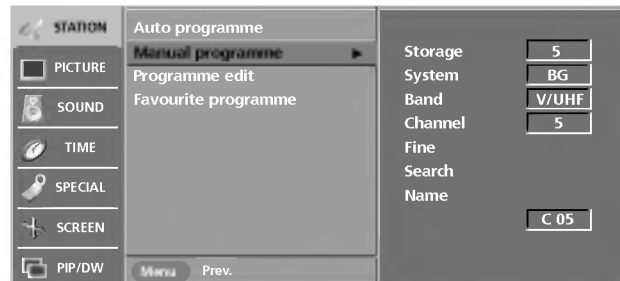 STATION
PICTURE
SOUND
TIME
SPECIAL
SCREEN
PIP/DW
Auto programme
Manual programme
Programme edit
Favourite programme
Menu Prev.
Storage 5
System BG
Band V/UHF
Channel 5
Fine
Search
Name
C 05